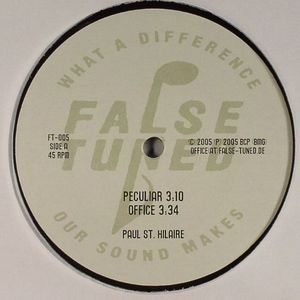 WHAT A DIFFERENCE
FALSE
TUNED
FT-005
SIDE A
45 RPM
© 2005 (P) 2005 BCP (BMG)
OFFICE AT FALSE-TUNED.DE
PECULIAR 3:10
OFFICE 3:34
PAUL ST. HILAIRE
OUR SOUND MAKES